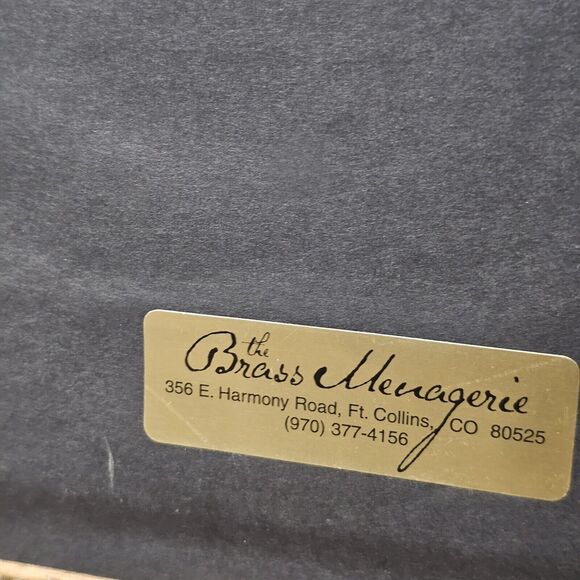 the
Brass Menagerie
356 E. Harmony Road, Ft. Collins, CO 80525
(970) 377-4156